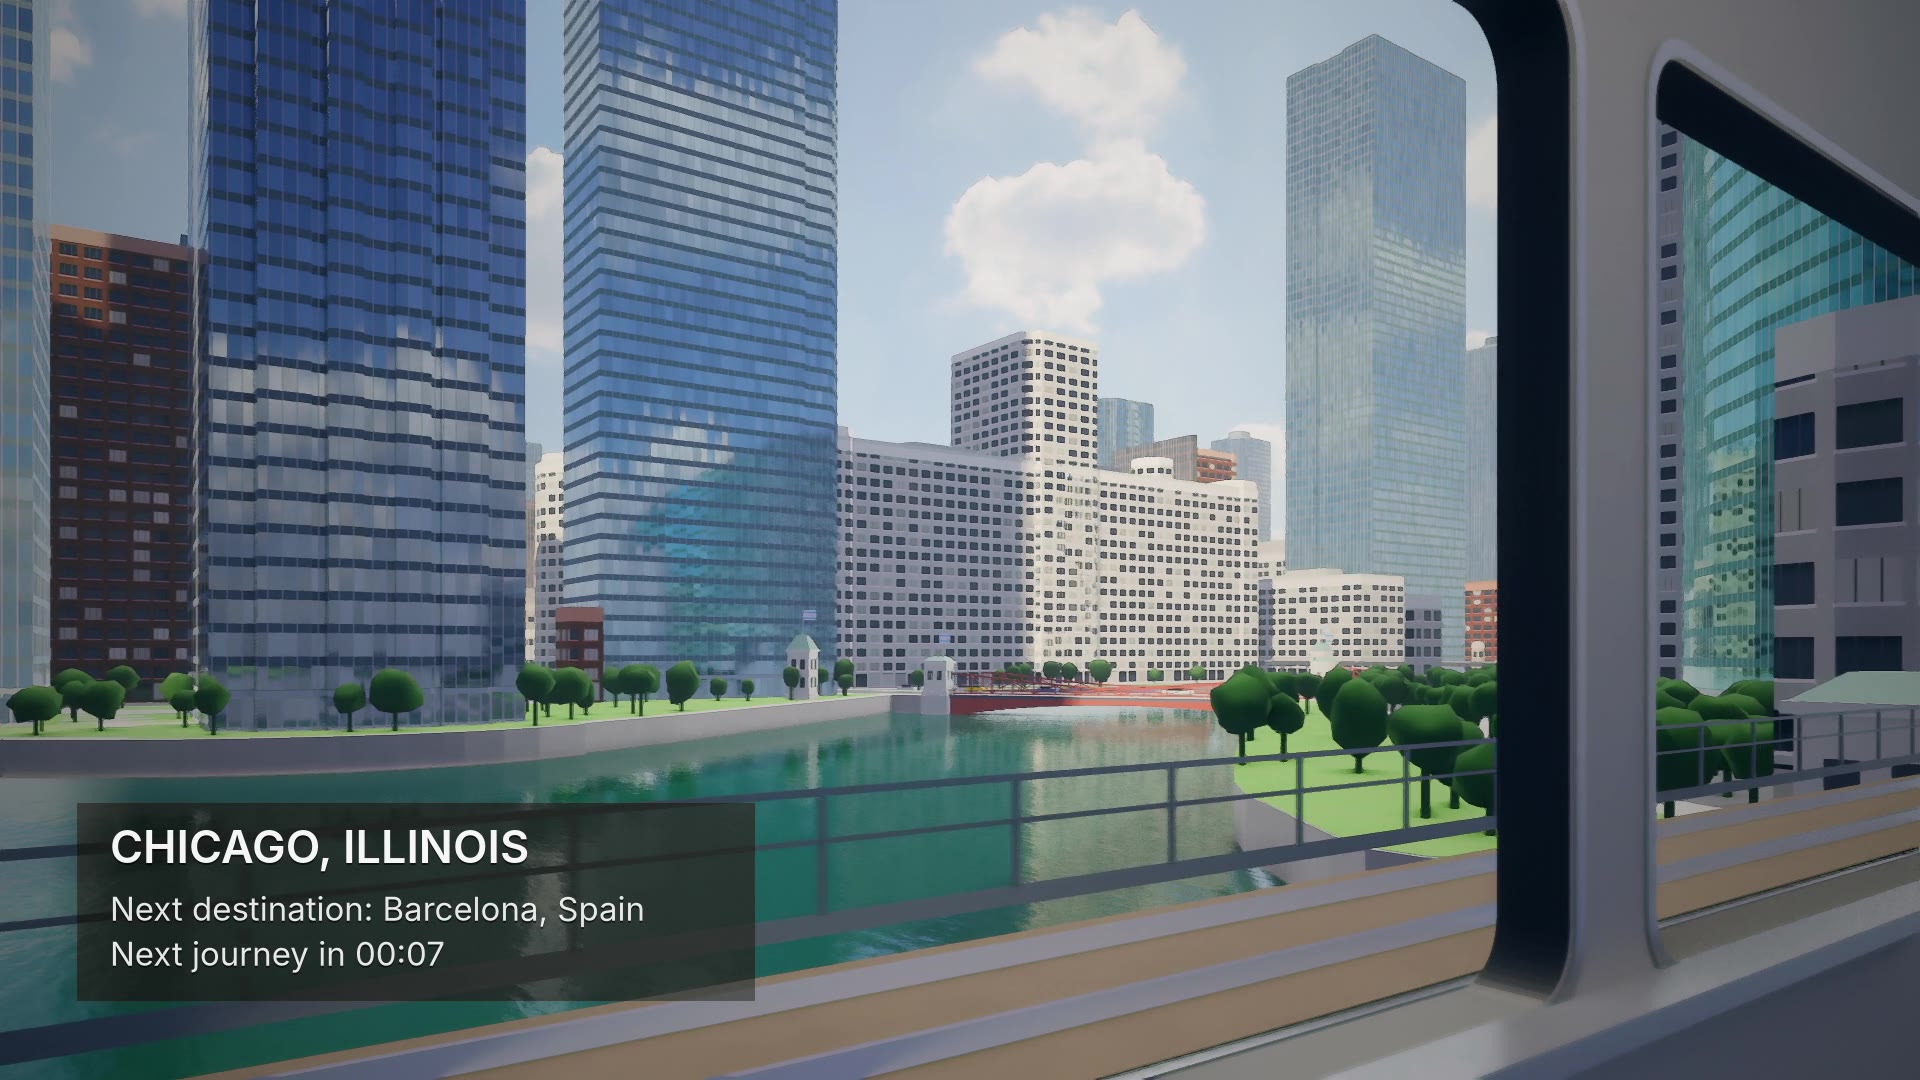 CHICAGO, ILLINOIS
Next destination: Barcelona, Spain
Next journey in 00:07